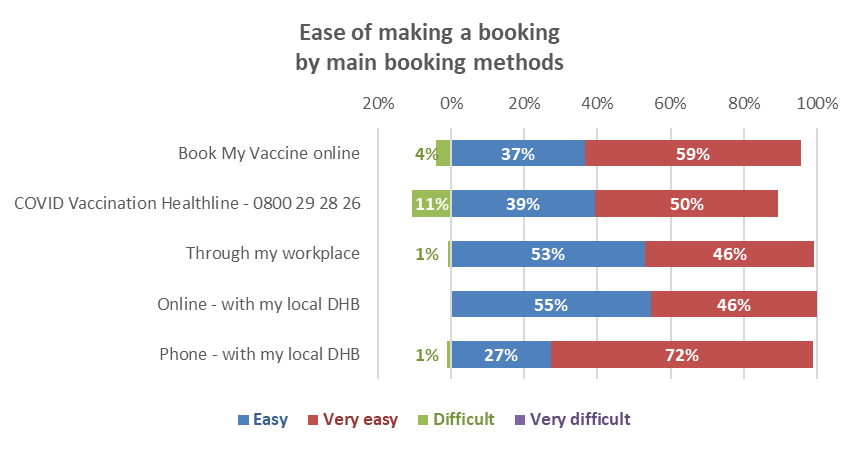 Ease of making a booking
by main booking methods
20% 0% 20% 40% 60% 80% 100%
Book My Vaccine online 4% 37% 59%
COVID Vaccination Healthline - 0800 29 28 26 11% 39% 50%
Through my workplace 1% 53% 46%
Online - with my local DHB 55% 46%
Phone - with my local DHB 1% 27% 72%
Easy Very easy Difficult Very difficult